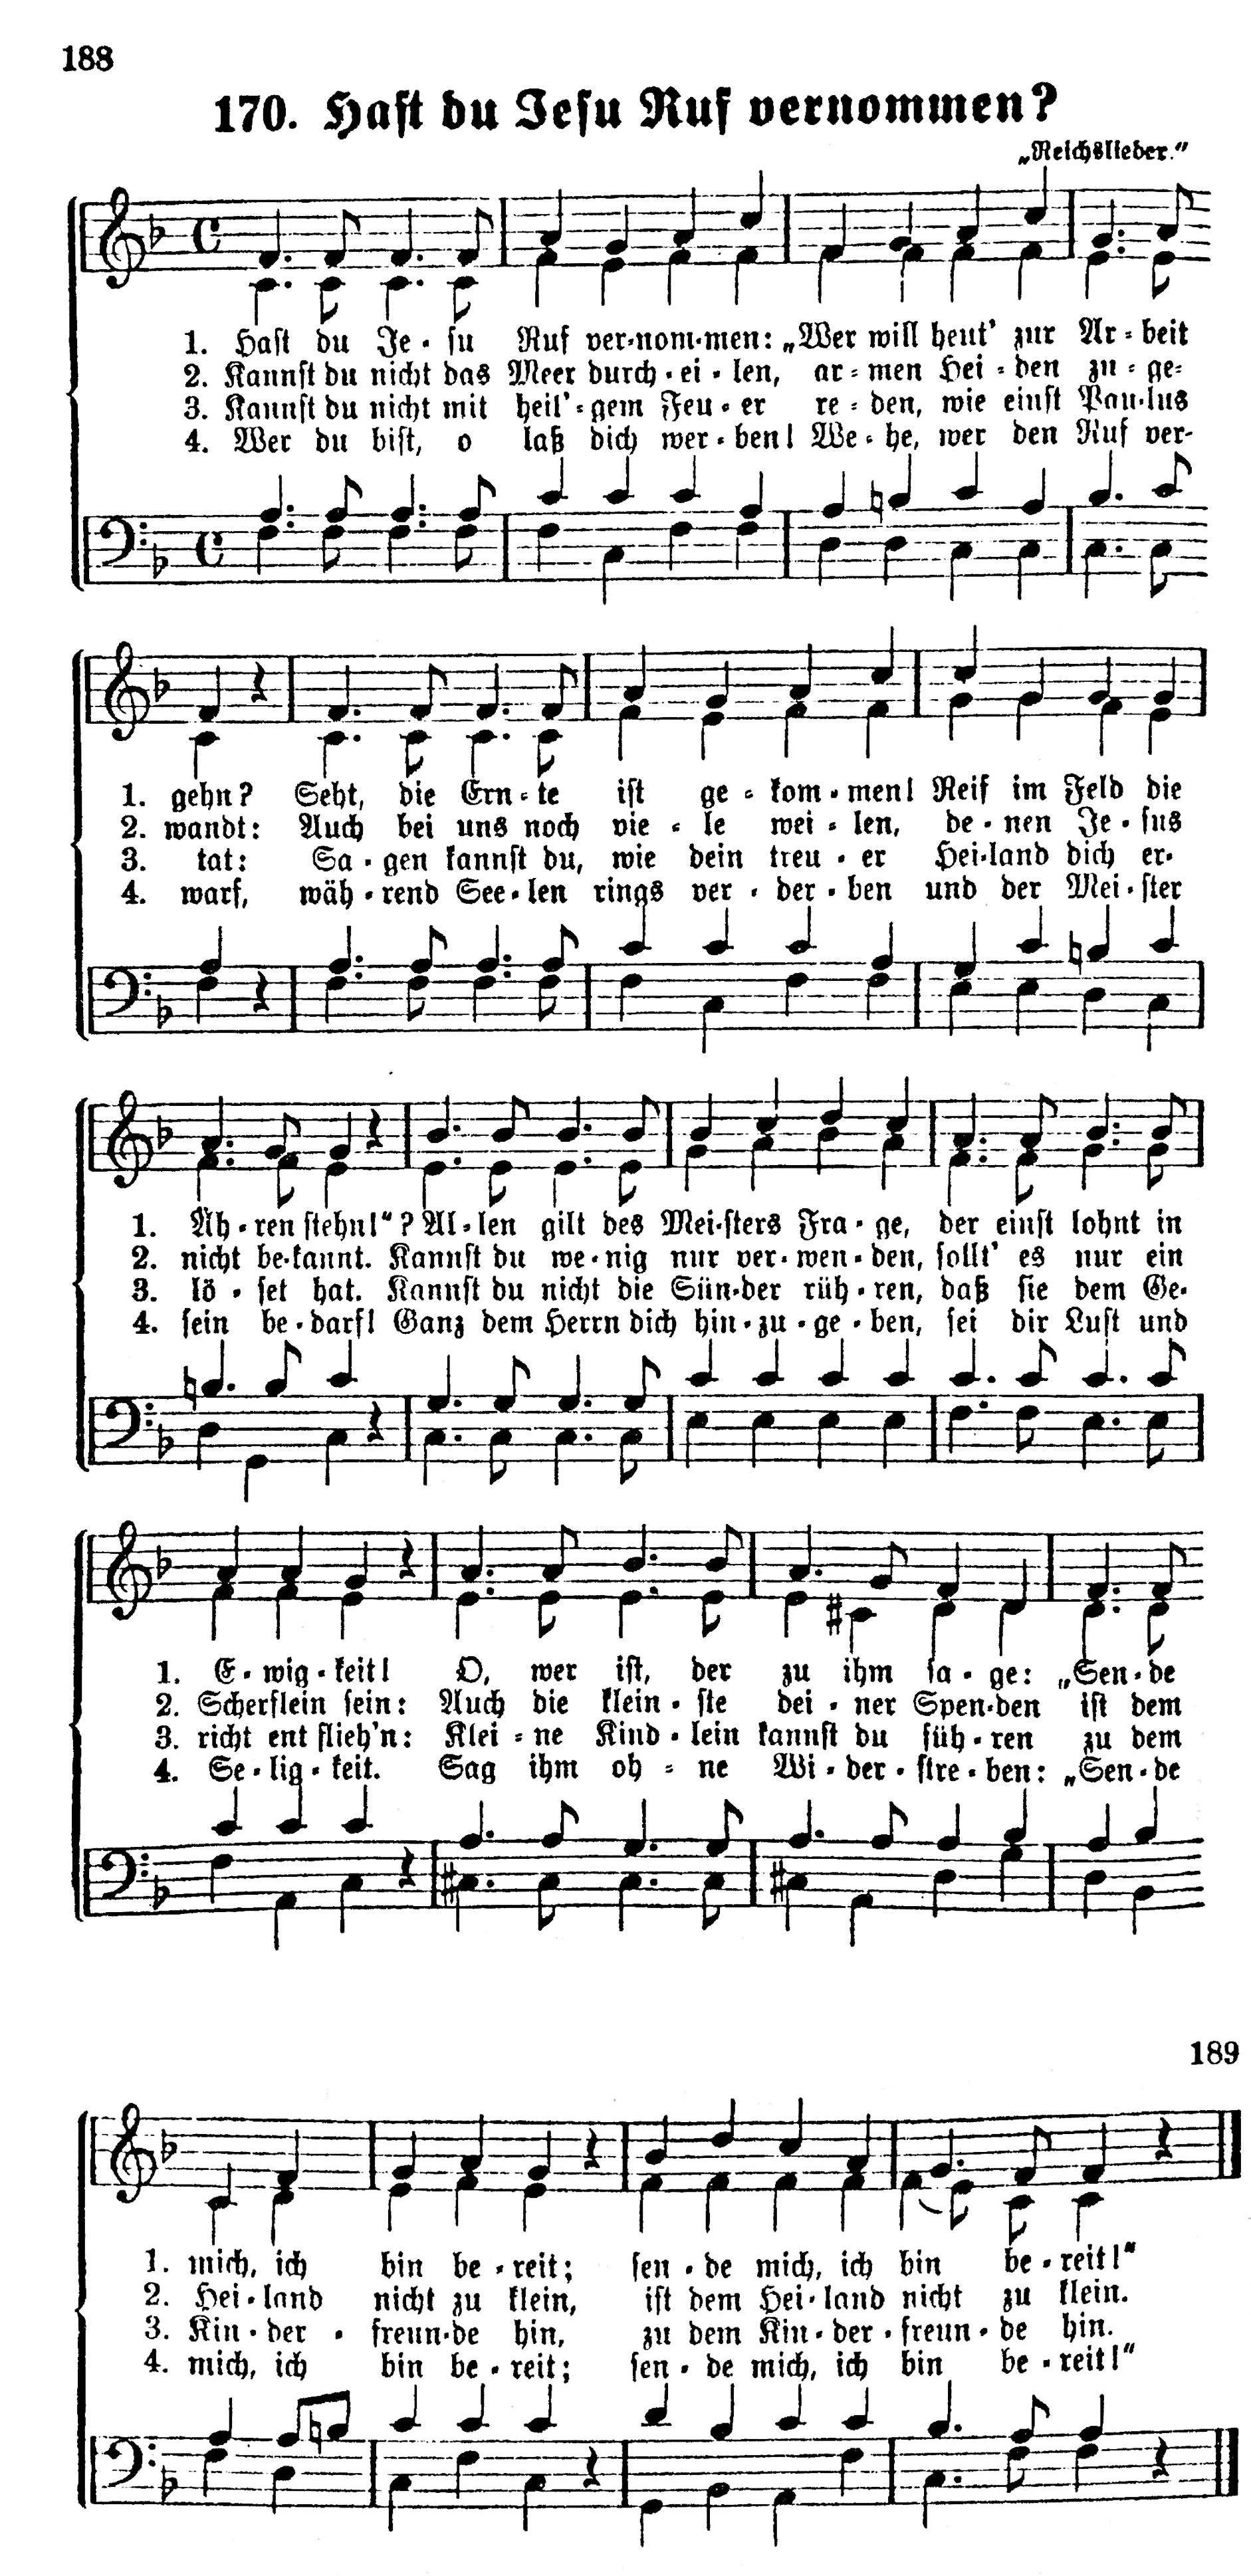 188
170. Hast du Jesu Ruf vernommen?
„Reichslieder.“
1. Hast du Je-su Ruf ver-nom-men: „Wer will heut' zur Ar-beit
2. Kannst du nicht das Meer durch-ei-len, ar-men Hei-den zu-ge-
3. Kannst du nicht mit heil'-gem Feu-er re-den, wie einst Pau-lus
4. Wer du bist, o laß dich wer-ben! We-he, wer den Ruf ver-
1. gehn? Seht, die Ern-te ist ge-kom-men! Reif im Feld die
2. wandt: Auch bei uns noch vie-le wei-len, de-nen Je-sus
3. tat: Sa-gen kannst du, wie dein treu-er Hei-land dich er-
4. warf, wäh-rend See-len rings ver-der-ben und der Mei-ster
1. Äh-ren stehn!“? Al-len gilt des Mei-sters Fra-ge, der einst lohnt in
2. nicht be-kannt. Kannst du we-nig nur ver-wen-den, sollt' es nur ein
3. lö-set hat. Kannst du nicht die Sün-der rüh-ren, daß sie dem Ge-
4. sein be-darf! Ganz dem Herrn dich hin-zu-ge-ben, sei dir Lust und
1. E-wig-keit! O, wer ist, der zu ihm sa-ge: „Sen-de
2. Scherflein sein: Auch die klein-ste dei-ner Spen-den ist dem
3. richt ent flieh'n: Klei-ne Kind-lein kannst du füh-ren zu dem
4. Se-lig-keit. Sag ihm oh-ne Wi-der-stre-ben: „Sen-de
189
1. mich, ich bin be-reit; sen-de mich, ich bin be-reit!“
2. Hei-land nicht zu klein, ist dem Hei-land nicht zu klein.
3. Kin-der-freun-de hin, zu dem Kin-der-freun-de hin.
4. mich, ich bin be-reit; sen-de mich, ich bin be-reit!“